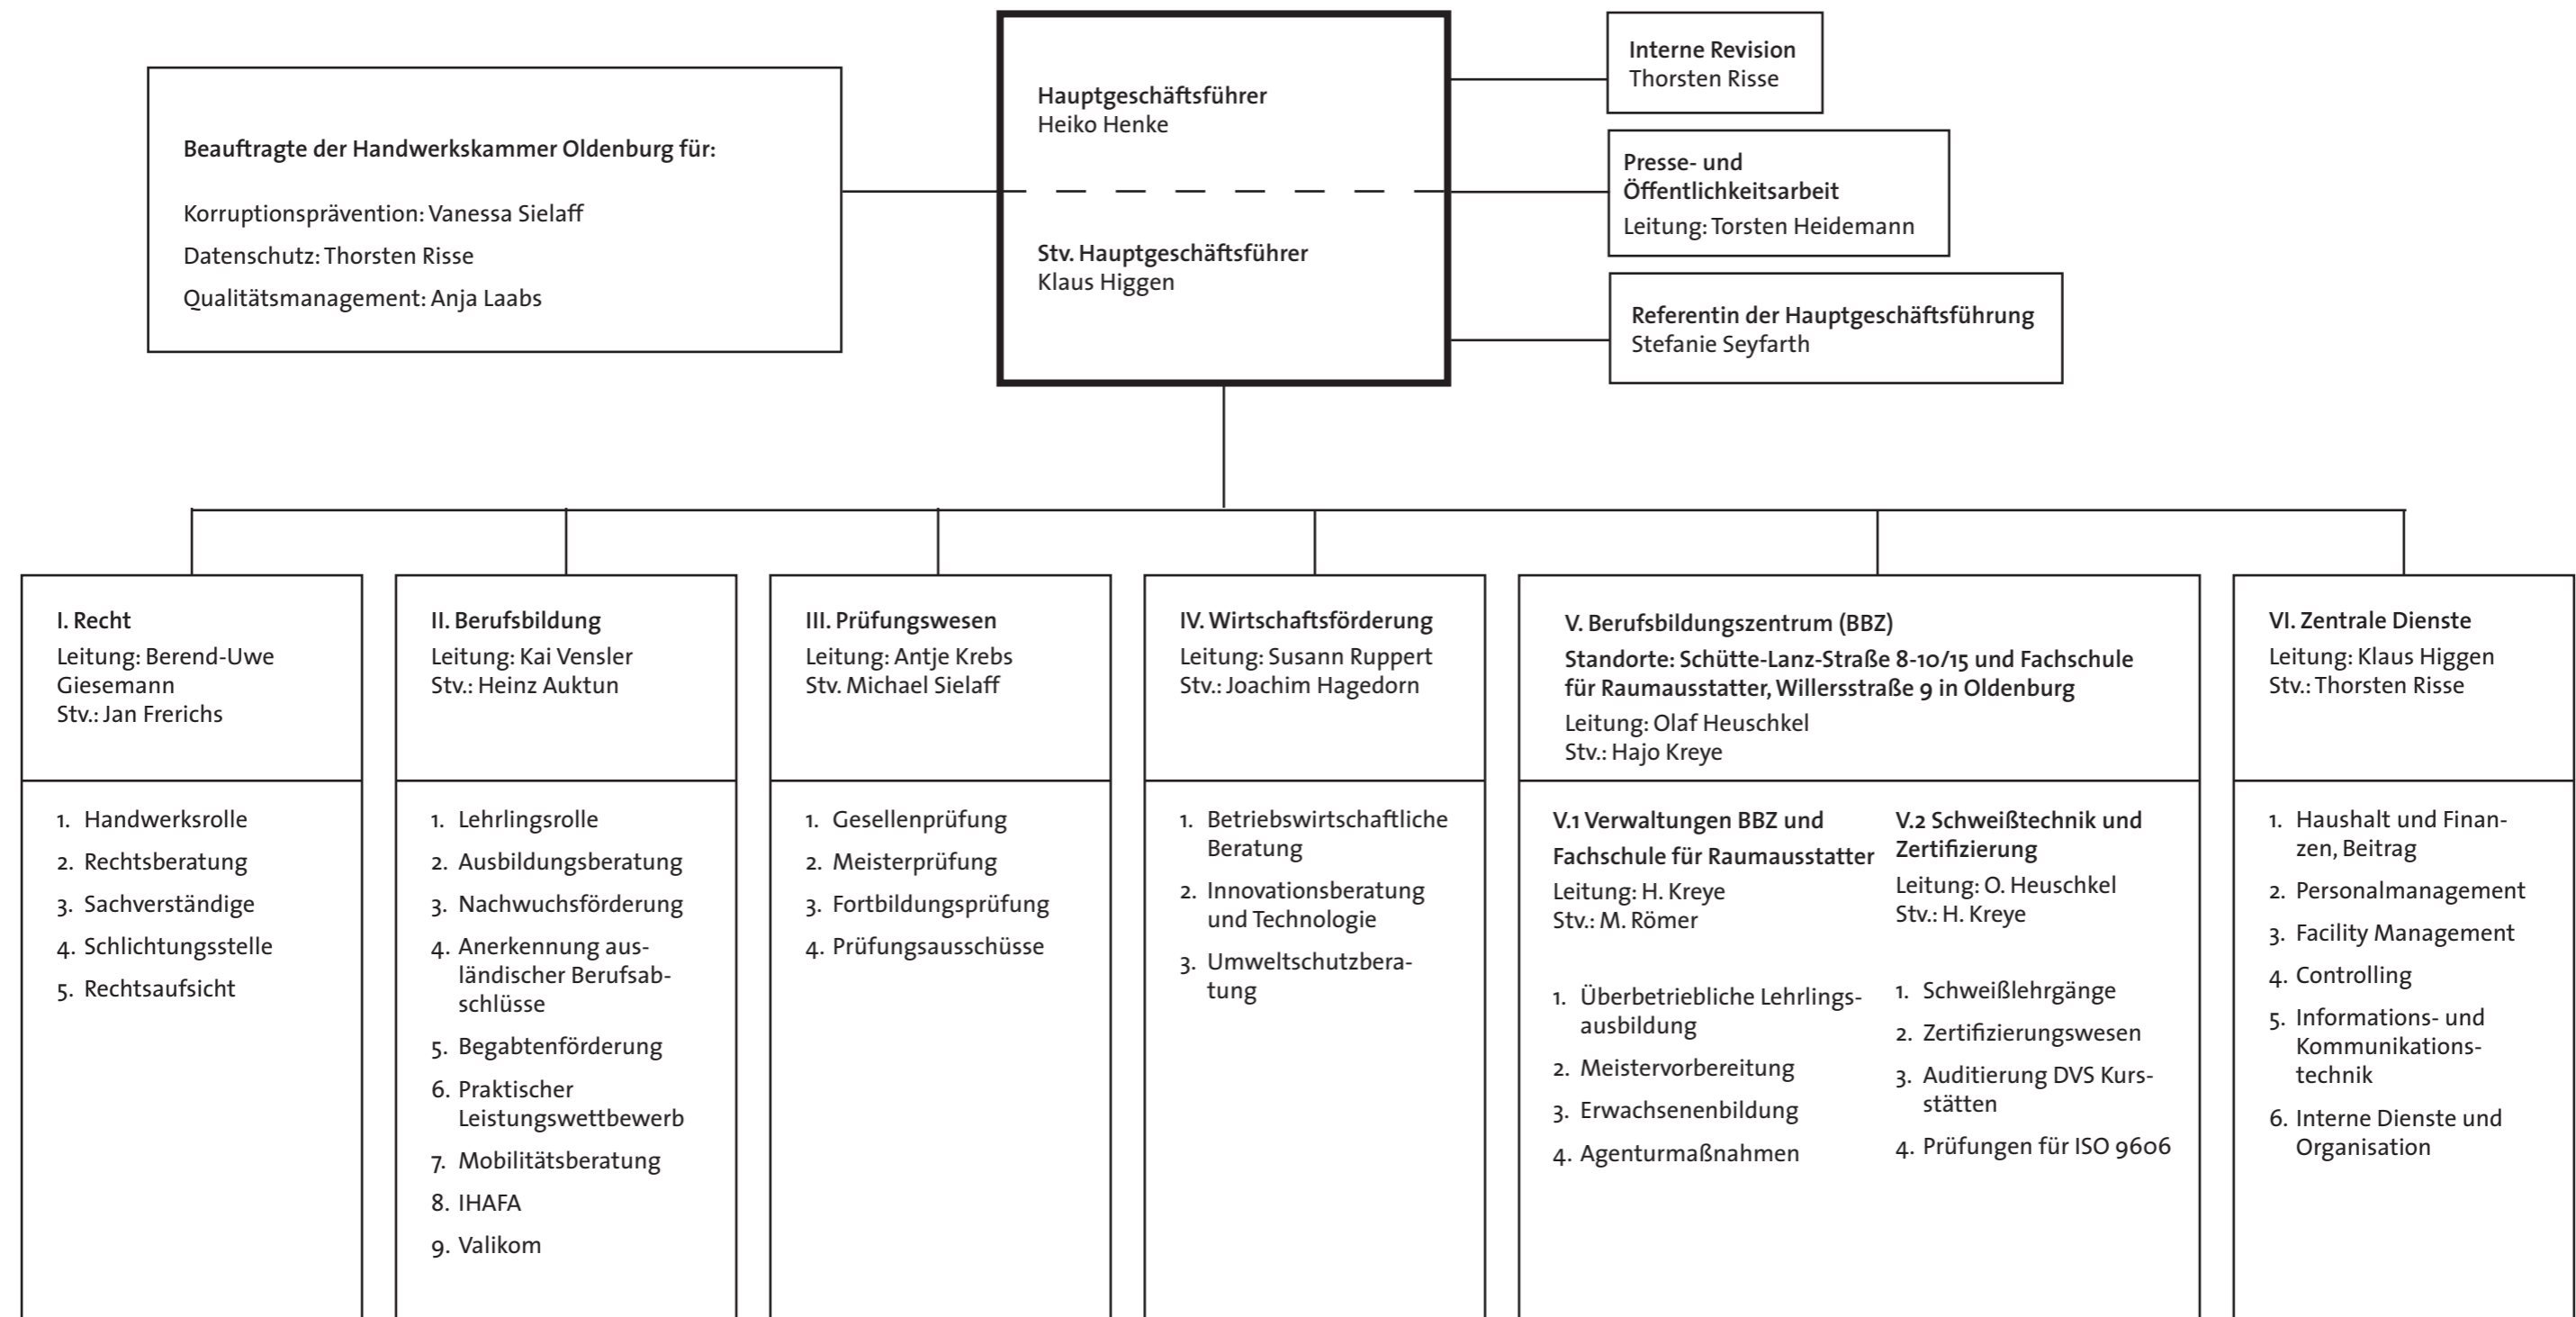 Beauftragte der Handwerkskammer Oldenburg für:
Korruptionsprävention: Vanessa Sielaff
Datenschutz: Thorsten Risse
Qualitätsmanagement: Anja Laabs
Hauptgeschäftsführer
Heiko Henke
Stv. Hauptgeschäftsführer
Klaus Higgen
Interne Revision
Thorsten Risse
Presse- und
Öffentlichkeitsarbeit
Leitung: Torsten Heidemann
Referentin der Hauptgeschäftsführung
Stefanie Seyfarth
I. Recht
Leitung: Berend-Uwe
Giesemann
Stv.: Jan Frerichs
1. Handwerksrolle
2. Rechtsberatung
3. Sachverständige
4. Schlichtungsstelle
5. Rechtsaufsicht
II. Berufsbildung
Leitung: Kai Vensler
Stv.: Heinz Auktun
1. Lehrlingsrolle
2. Ausbildungsberatung
3. Nachwuchsförderung
4. Anerkennung aus-
ländischer Berufsab-
schlüsse
5. Begabtenförderung
6. Praktischer
Leistungswettbewerb
7. Mobilitätsberatung
8. IHAFA
9. Valikom
III. Prüfungswesen
Leitung: Antje Krebs
Stv. Michael Sielaff
1. Gesellenprüfung
2. Meisterprüfung
3. Fortbildungsprüfung
4. Prüfungsausschüsse
IV. Wirtschaftsförderung
Leitung: Susann Ruppert
Stv.: Joachim Hagedorn
1. Betriebswirtschaftliche
Beratung
2. Innovationsberatung
und Technologie
3. Umweltschutzbera-
tung
V. Berufsbildungszentrum (BBZ)
Standorte: Schütte-Lanz-Straße 8-10/15 und Fachschule
für Raumausstatter, Willersstraße 9 in Oldenburg
Leitung: Olaf Heuschkel
Stv.: Hajo Kreye
V.1 Verwaltungen BBZ und
Fachschule für Raumausstatter
Leitung: H. Kreye
Stv.: M. Römer
1. Überbetriebliche Lehrlings-
ausbildung
2. Meistervorbereitung
3. Erwachsenenbildung
4. Agenturmaßnahmen
V.2 Schweißtechnik und
Zertifizierung
Leitung: O. Heuschkel
Stv.: H. Kreye
1. Schweißlehrgänge
2. Zertifizierungswesen
3. Auditierung DVS Kurs-
stätten
4. Prüfungen für ISO 9606
VI. Zentrale Dienste
Leitung: Klaus Higgen
Stv.: Thorsten Risse
1. Haushalt und Finan-
zen, Beitrag
2. Personalmanagement
3. Facility Management
4. Controlling
5. Informations- und
Kommunikations-
technik
6. Interne Dienste und
Organisation